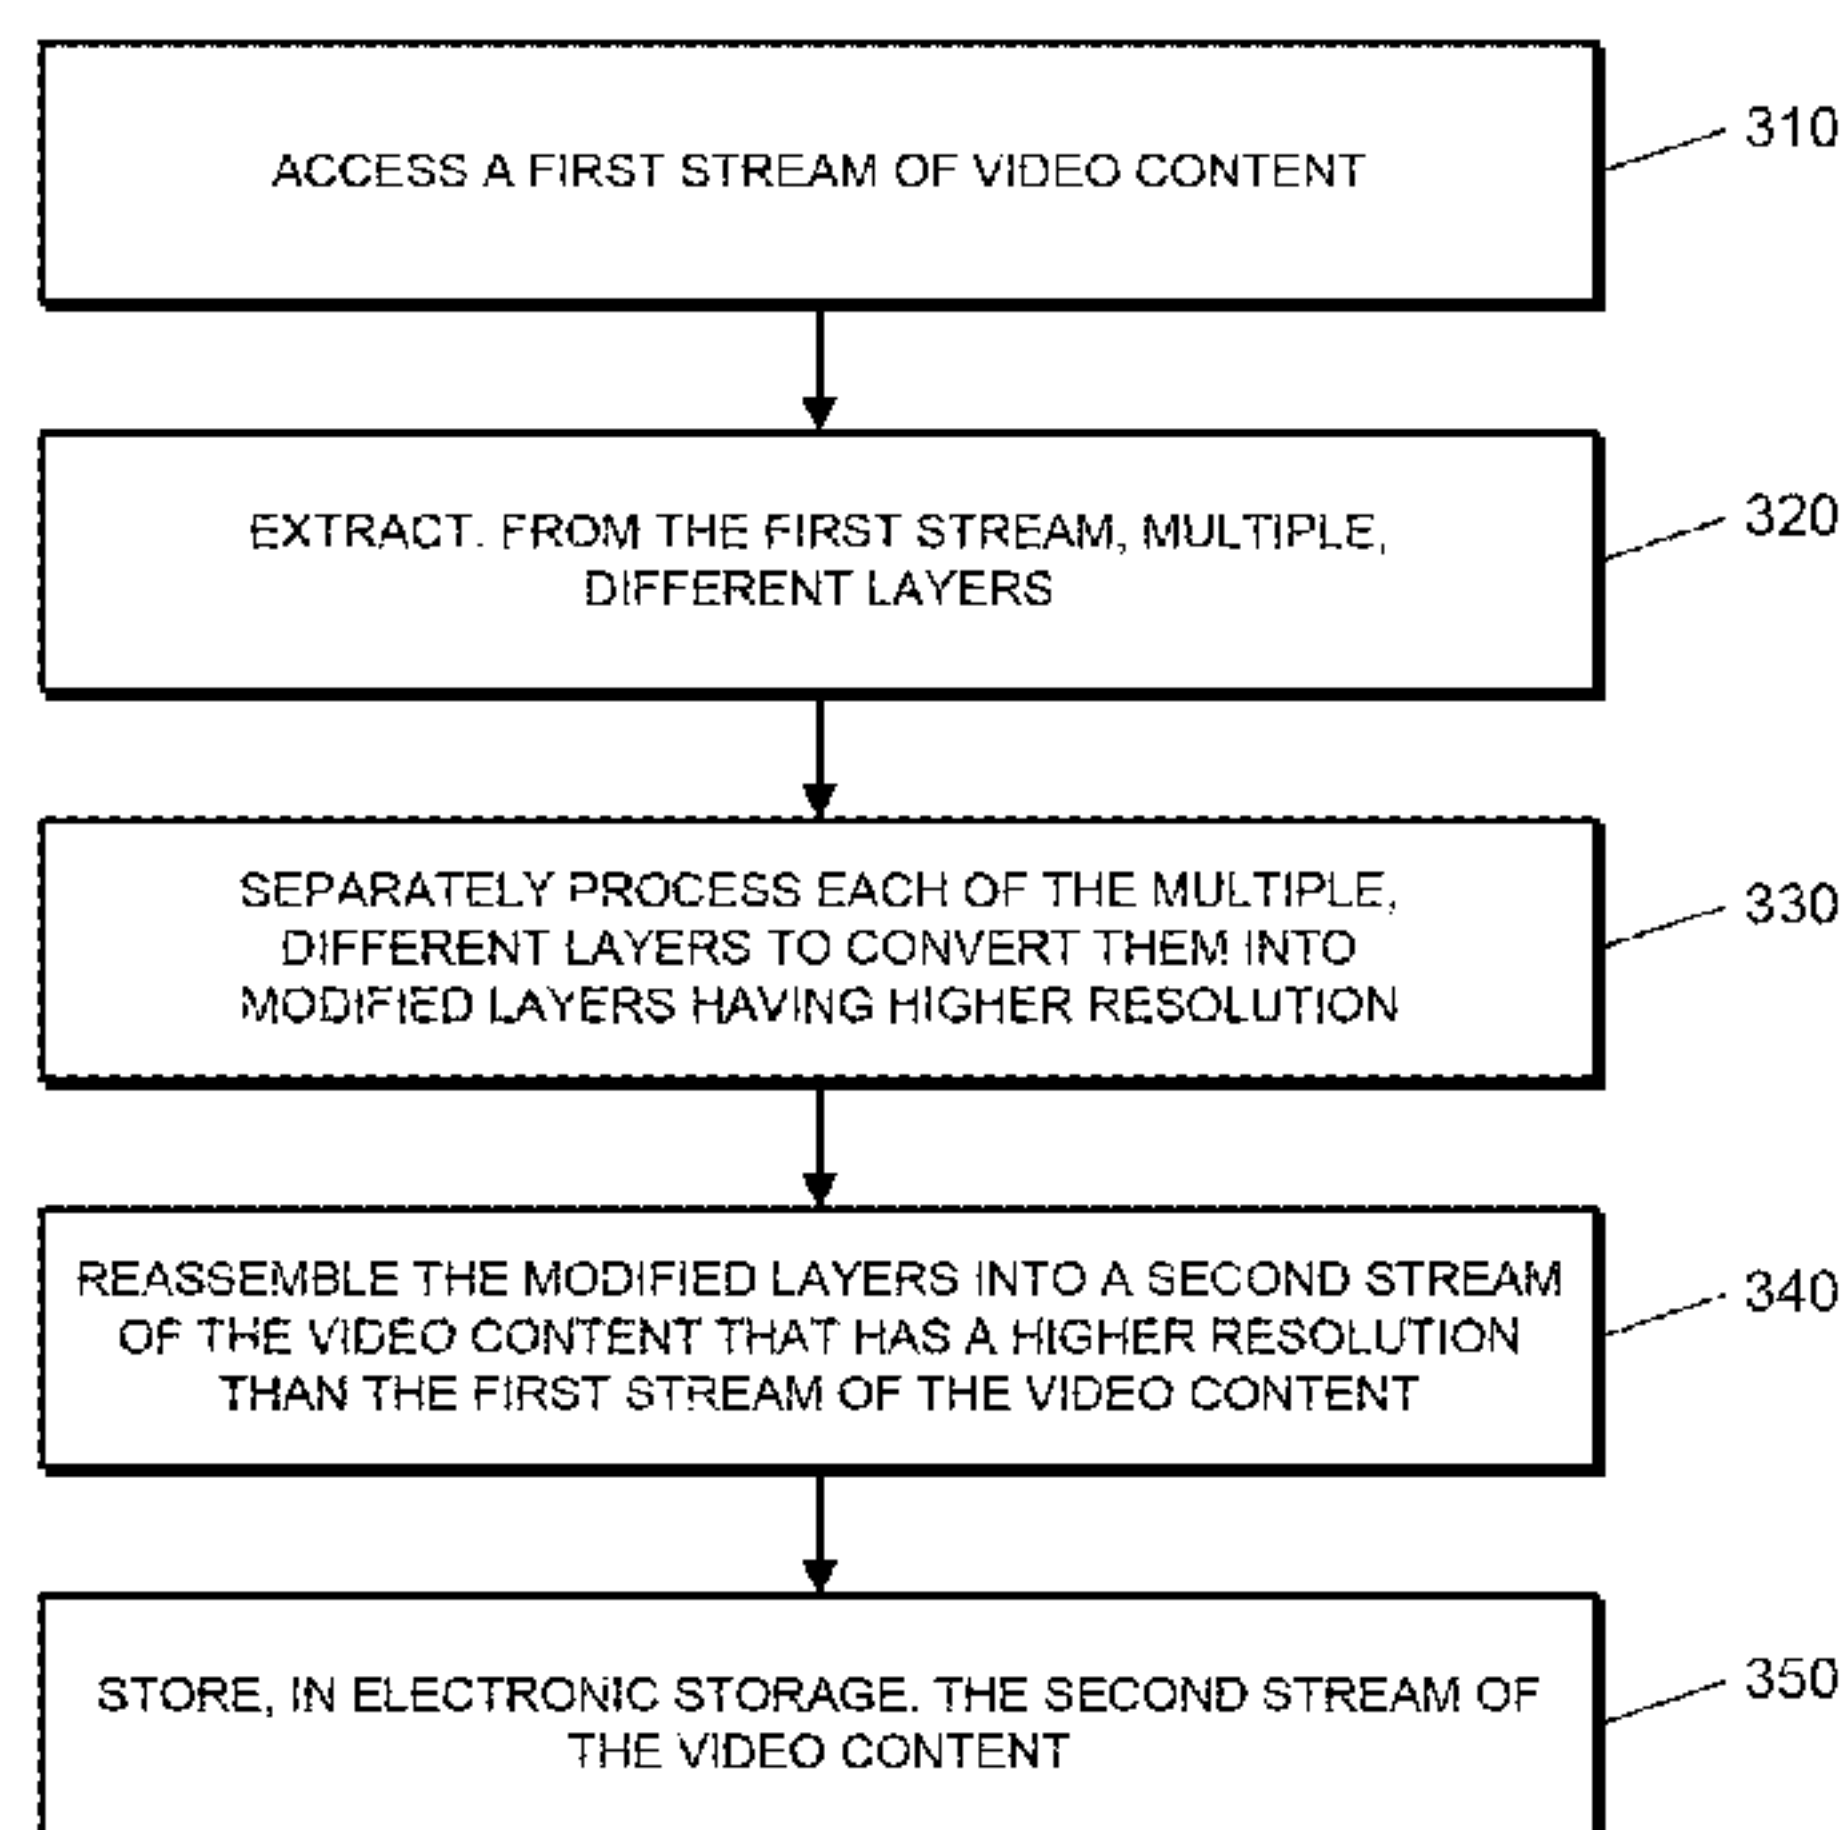 ACCESS A FIRST STREAM OF VIDEO CONTENT
310
EXTRACT. FROM THE FIRST STREAM, MULTIPLE,
DIFFERENT LAYERS
320
SEPARATELY PROCESS EACH OF THE MULTIPLE,
DIFFERENT LAYERS TO CONVERT THEM INTO
MODIFIED LAYERS HAVING HIGHER RESOLUTION
330
REASSEMBLE THE MODIFIED LAYERS INTO A SECOND STREAM
OF THE VIDEO CONTENT THAT HAS A HIGHER RESOLUTION
THAN THE FIRST STREAM OF THE VIDEO CONTENT
340
STORE, IN ELECTRONIC STORAGE. THE SECOND STREAM OF
THE VIDEO CONTENT
350